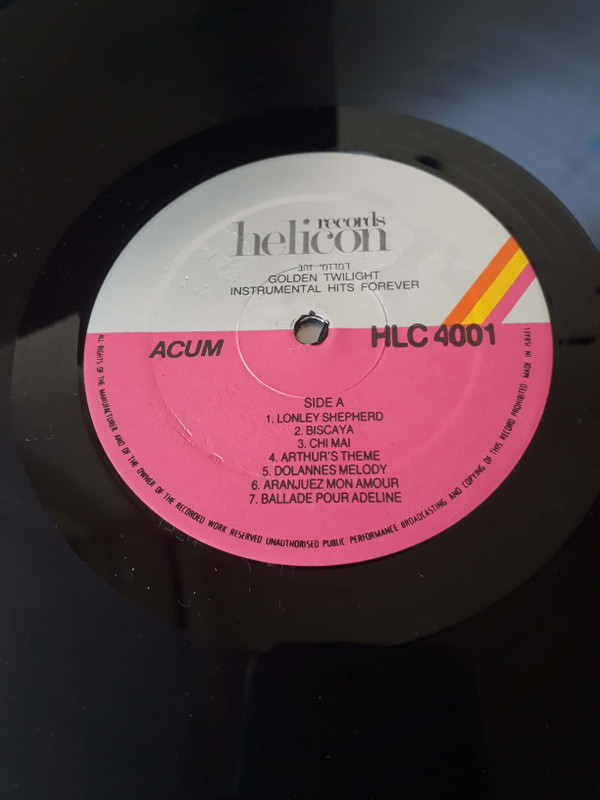 records
helicon
דמדומי זהב
GOLDEN TWILIGHT
INSTRUMENTAL HITS FOREVER
ACUM
HLC 4001
SIDE A
1. LONLEY SHEPHERD
2. BISCAYA
3. CHI MAI
4. ARTHUR'S THEME
5. DOLANNES MELODY
6. ARANJUEZ MON AMOUR
7. BALLADE POUR ADELINE
ALL RIGHTS OF THE MANUFACTURER AND OF THE OWNER OF THE RECORDED WORK RESERVED UNAUTHORISED PUBLIC PERFORMANCE BROADCASTING AND COPYING OF THIS RECORD PROHIBITED · MADE IN ISRAEL